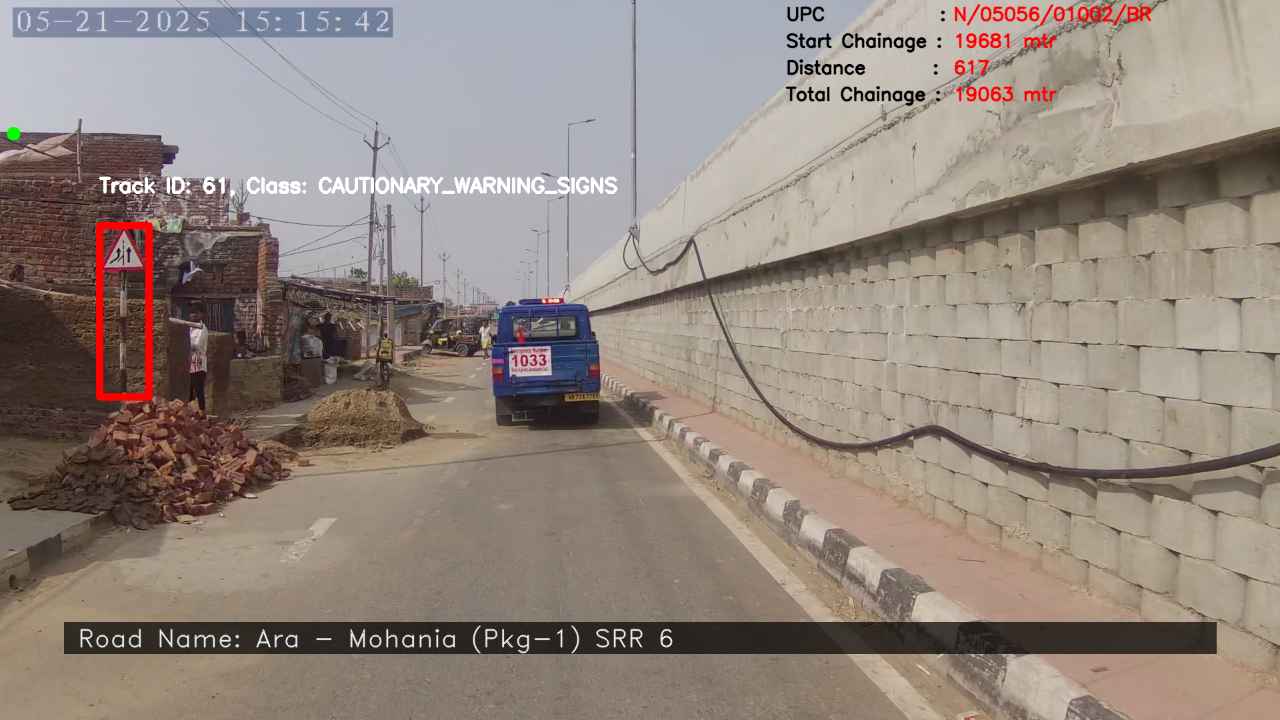 05-21-2025 15:15:42
UPC : N/05056/01002/BR
Start Chainage : 19681 mtr
Distance : 617
Total Chainage : 19063 mtr
Track ID: 61, Class: CAUTIONARY_WARNING_SIGNS
1033
Road Name: Ara - Mohania (Pkg-1) SRR 6